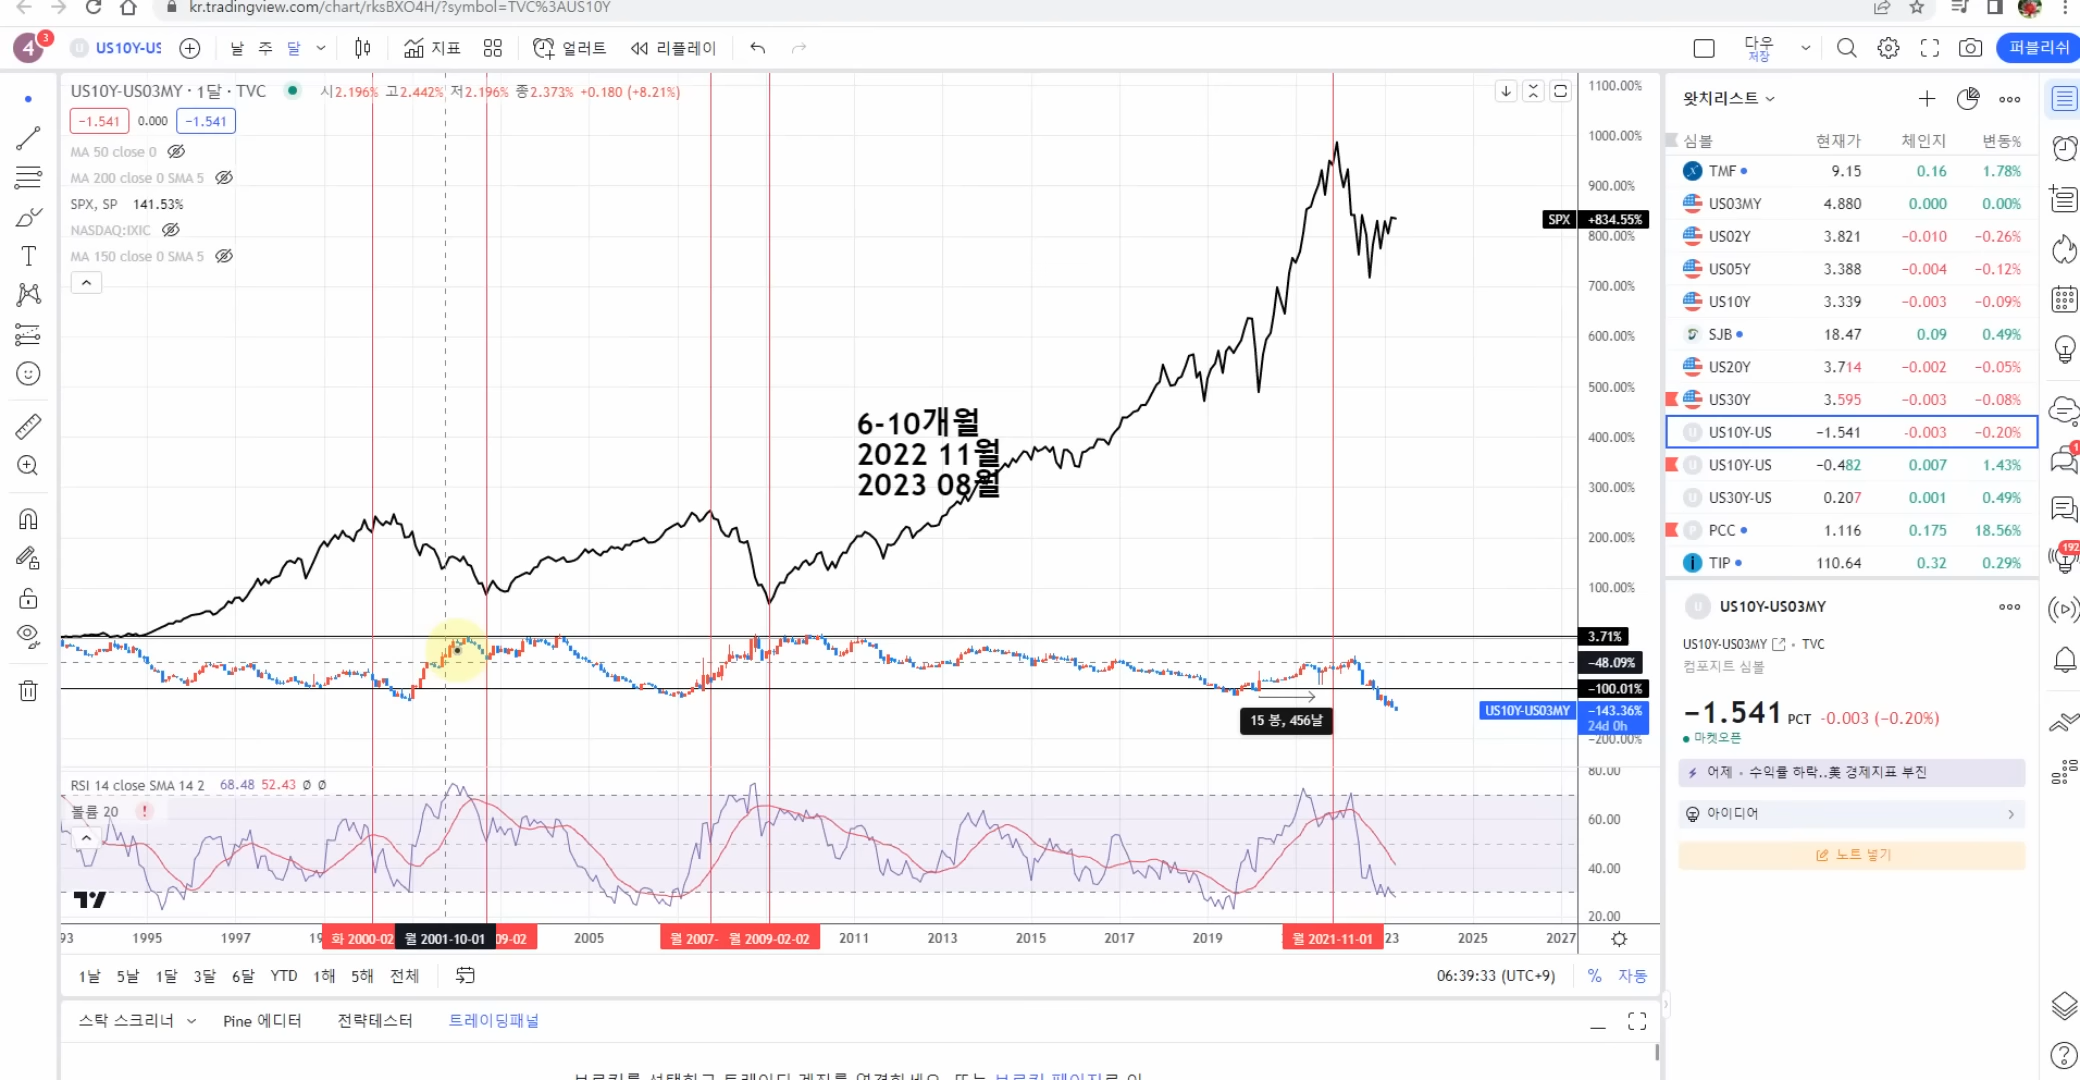 kr.tradingview.com/chart/rksBXO4H/?symbol=TVC%3AUS10Y
4 3 US10Y-US 날 주 달 지표 얼러트 리플레이 다우 저장 퍼블리쉬
US10Y-US03MY · 1달 · TVC 시2.196% 고2.442% 저2.196% 종2.373% +0.180 (+8.21%)
−1.541 0.000 −1.541
MA 50 close 0
MA 200 close 0 SMA 5
SPX, SP 141.53%
NASDAQ:IXIC
MA 150 close 0 SMA 5
6-10개월
2022 11월
2023 08월
15 봉, 456날
1100.00%
1000.00%
900.00%
SPX +834.55%
800.00%
700.00%
600.00%
500.00%
400.00%
300.00%
200.00%
100.00%
3.71%
−48.09%
−100.01%
US10Y-US03MY −143.36%
24d 0h
−200.00%
RSI 14 close SMA 14 2 68.48 52.43 Ø Ø
볼륨 20 !
80.00
60.00
40.00
20.00
93 1995 1997 19 화 2000-02 월 2001-10-01 09-02 2005 월 2007- 월 2009-02-02 2011 2013 2015 2017 2019 월 2021-11-01 23 2025 2027
1날 5날 1달 3달 6달 YTD 1해 5해 전체 06:39:33 (UTC+9) % 자동
스탁 스크리너 Pine 에디터 전략테스터 트레이딩패널
왓치리스트
심볼 현재가 체인지 변동%
TMF 9.15 0.16 1.78%
US03MY 4.880 0.000 0.00%
US02Y 3.821 −0.010 −0.26%
US05Y 3.388 −0.004 −0.12%
US10Y 3.339 −0.003 −0.09%
SJB 18.47 0.09 0.49%
US20Y 3.714 −0.002 −0.05%
US30Y 3.595 −0.003 −0.08%
US10Y-US −1.541 -0.003 −0.20%
US10Y-US −0.482 0.007 1.43%
US30Y-US 0.207 0.001 0.49%
PCC 1.116 0.175 18.56%
TIP 110.64 0.32 0.29%
US10Y-US03MY
US10Y-US03MY · TVC
컴포지트 심볼
−1.541 PCT -0.003 (−0.20%)
마켓오픈
어제 · 수익률 하락..美 경제지표 부진
아이디어
노트 넣기
1
192